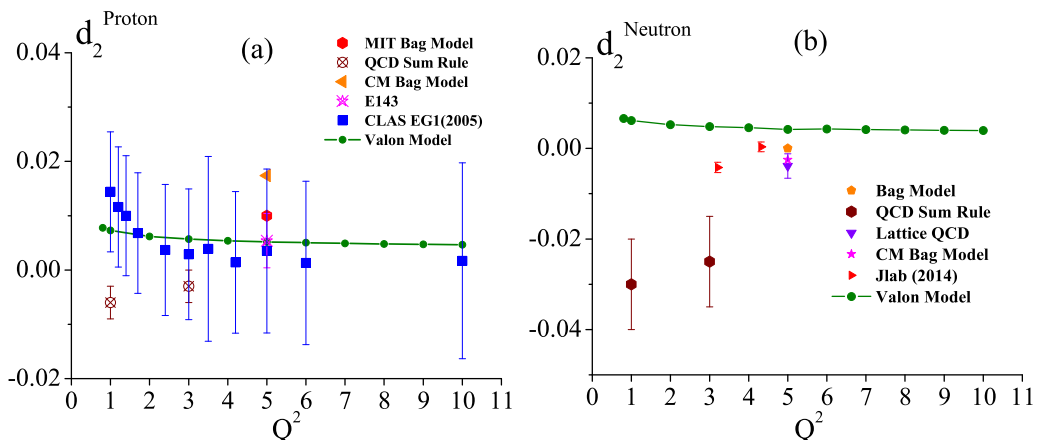 d2 Proton
(a)
MIT Bag Model
QCD Sum Rule
CM Bag Model
E143
CLAS EG1(2005)
Valon Model
0.04
0.02
0.00
-0.02
0 1 2 3 4 5 6 7 8 9 10 11
Q2
d2 Neutron
(b)
0.02
0.00
-0.02
-0.04
Bag Model
QCD Sum Rule
Lattice QCD
CM Bag Model
Jlab (2014)
Valon Model
0 1 2 3 4 5 6 7 8 9 10 11
Q2